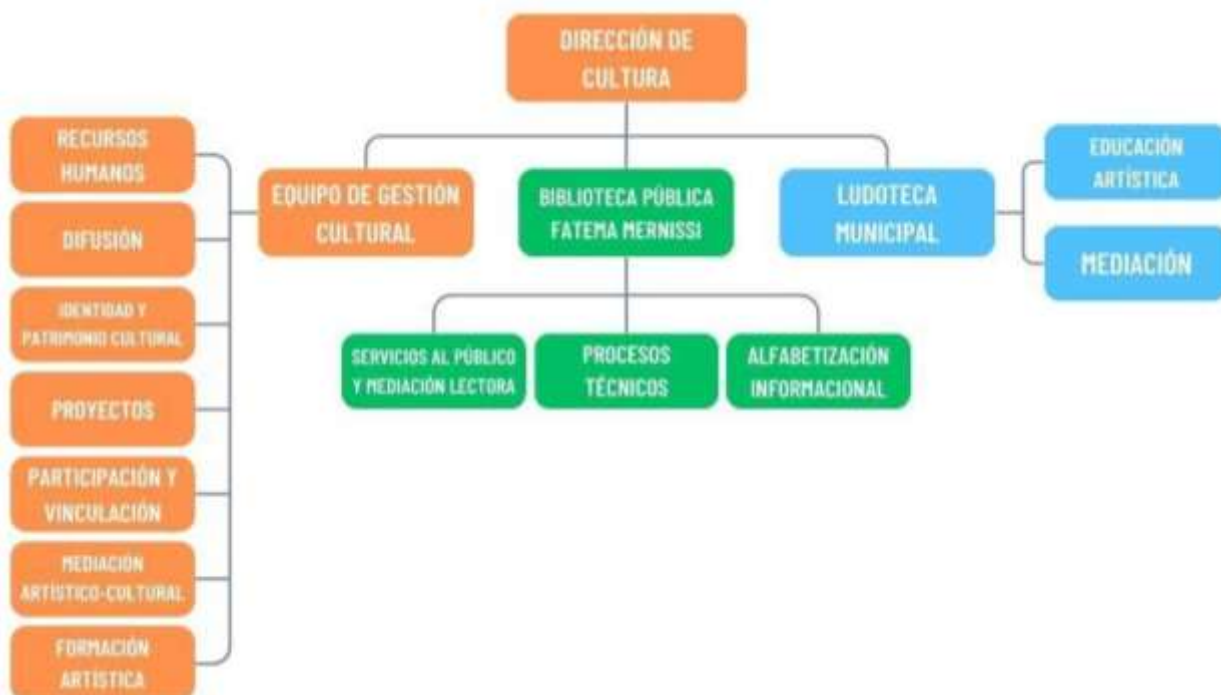 DIRECCIÓN DE
CULTURA
RECURSOS
HUMANOS
DIFUSIÓN
IDENTIDAD Y
PATRIMONIO CULTURAL
PROYECTOS
PARTICIPACIÓN Y
VINCULACIÓN
MEDIACIÓN
ARTÍSTICO-CULTURAL
FORMACIÓN
ARTÍSTICA
EQUIPO DE GESTIÓN
CULTURAL
BIBLIOTECA PÚBLICA
FATEMA MERNISSI
SERVICIOS AL PÚBLICO
Y MEDIACIÓN LECTORA
PROCESOS
TÉCNICOS
ALFABETIZACIÓN
INFORMACIONAL
LUDOTECA
MUNICIPAL
EDUCACIÓN
ARTÍSTICA
MEDIACIÓN